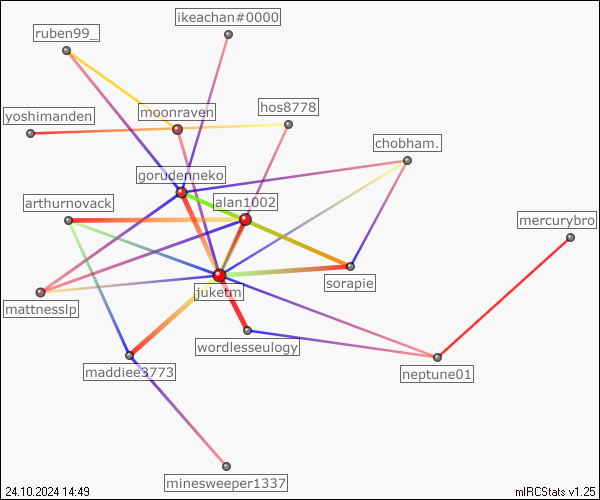 ikeachan#0000
ruben99_
hos8778
moonraven
yoshimanden
chobham.
gorudenneko
arthurnovack
alan1002
mercurybro
sorapie
juketm
mattnesslp
wordlesseulogy
maddiee3773
neptune01
minesweeper1337
24.10.2024 14:49
mIRCStats v1.25